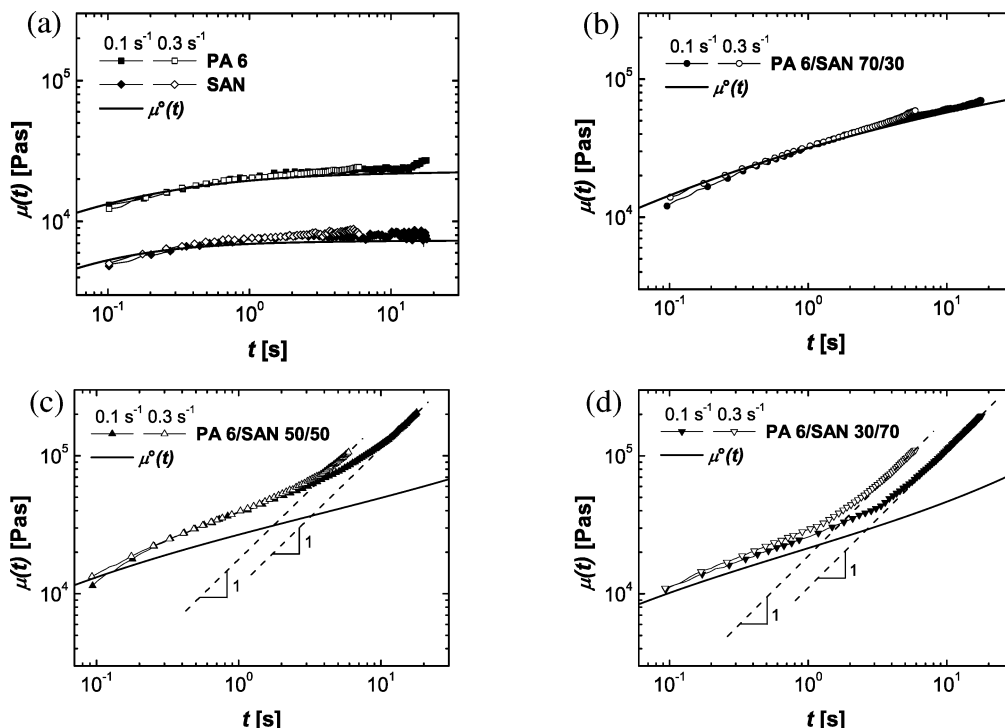 (a)
0.1 s⁻¹ 0.3 s⁻¹
PA 6
SAN
μ°(t)
10⁵
10⁴
μ(t) [Pas]
10⁻¹ 10⁰ 10¹
t [s]
(b)
0.1 s⁻¹ 0.3 s⁻¹
PA 6/SAN 70/30
μ°(t)
10⁵
10⁴
μ(t) [Pas]
10⁻¹ 10⁰ 10¹
t [s]
(c)
0.1 s⁻¹ 0.3 s⁻¹
PA 6/SAN 50/50
μ°(t)
10⁵
10⁴
μ(t) [Pas]
1
1
10⁻¹ 10⁰ 10¹
t [s]
(d)
0.1 s⁻¹ 0.3 s⁻¹
PA 6/SAN 30/70
μ°(t)
10⁵
10⁴
μ(t) [Pas]
1
1
10⁻¹ 10⁰ 10¹
t [s]